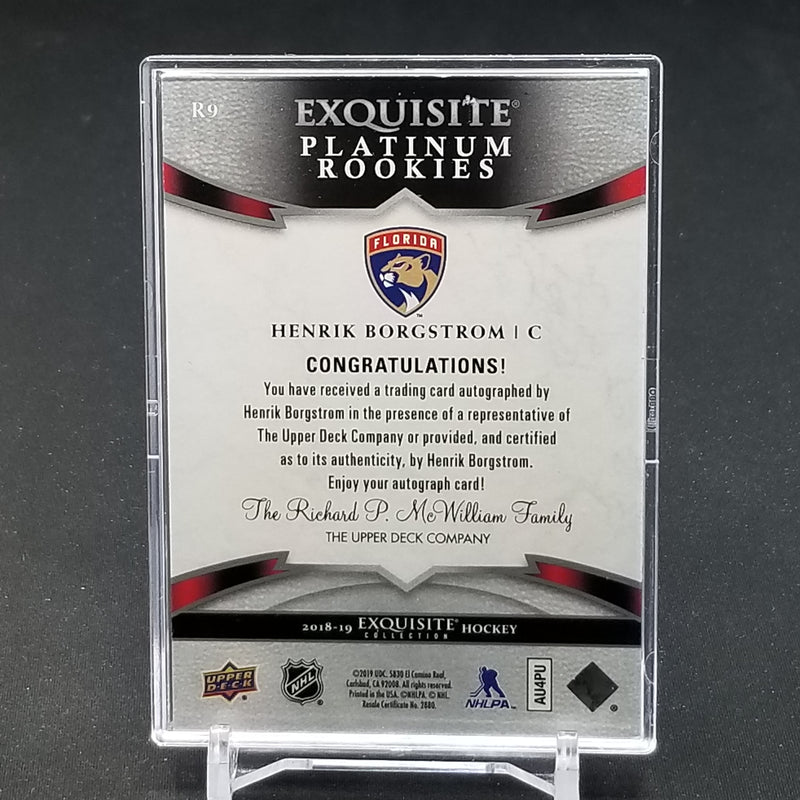 R9
EXQUISITE®
PLATINUM
ROOKIES
FLORIDA
™
HENRIK BORGSTROM | C
CONGRATULATIONS!
You have received a trading card autographed by
Henrik Borgstrom in the presence of a representative of
The Upper Deck Company or provided, and certified
as to its authenticity, by Henrik Borgstrom.
Enjoy your autograph card!
The Richard P. McWilliam Family
THE UPPER DECK COMPANY
2018-19 EXQUISITE® HOCKEY
COLLECTION
UPPER
DECK
®
NHL
®
©2019 UDC. 5830 El Camino Real,
Carlsbad, CA 92008. All rights reserved.
Printed in the USA. ©NHLPA. © NHL.
Resale Certificate No. 2880.
NHLPA™
AU4PU
®